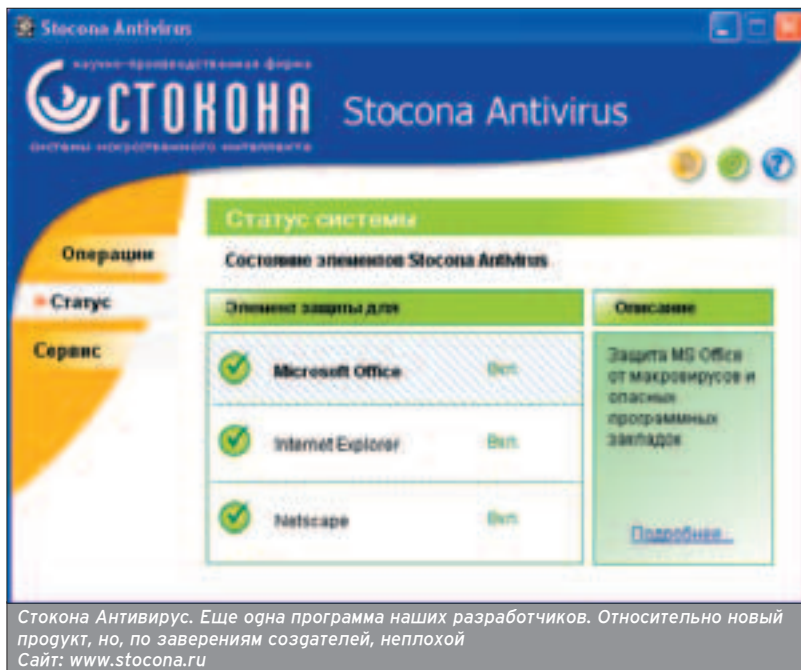 Stocona Antivirus
научно-производственная фирма
СТОКОНА
Stocona Antivirus
системы искусственного интеллекта
Статус системы
Операции
Состояние элементов Stocona Antivirus
Статус
Элемент защиты для
Описание
Сервис
Microsoft Office
Вкл.
Защита MS Office
от макровирусов и
опасных
программных
закладок
Internet Explorer
Вкл.
Netscape
Вкл.
Подробнее...
Стокона Антивирус. Еще одна программа наших разработчиков. Относительно новый
продукт, но, по заверениям создателей, неплохой
Сайт: www.stocona.ru